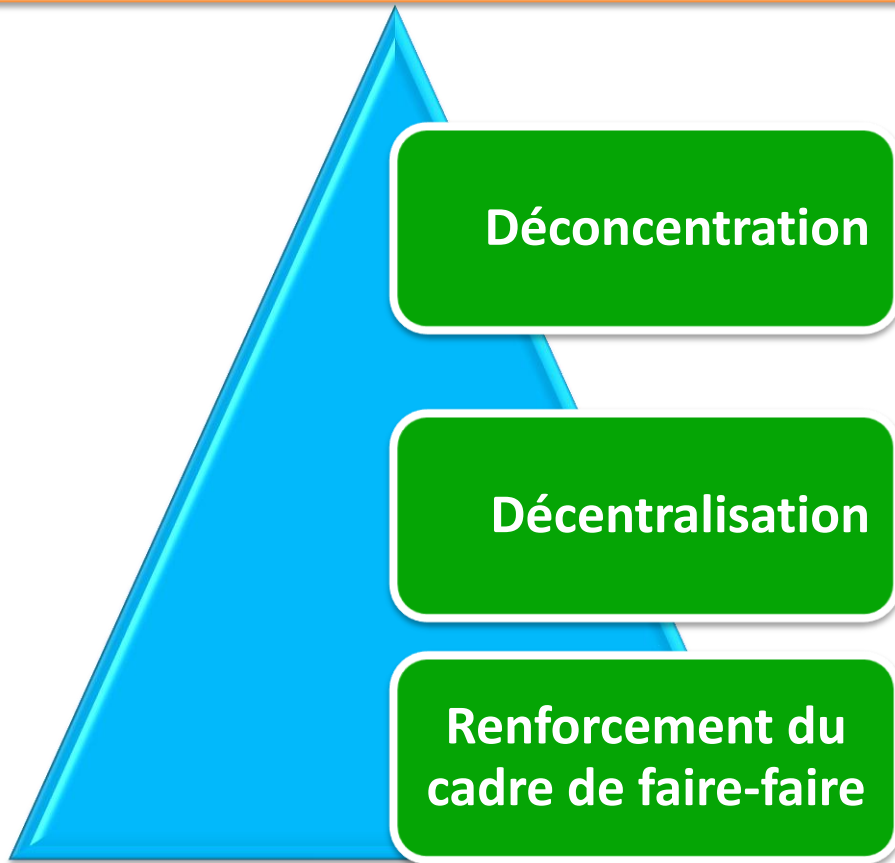 Déconcentration
Décentralisation
Renforcement du
cadre de faire-faire